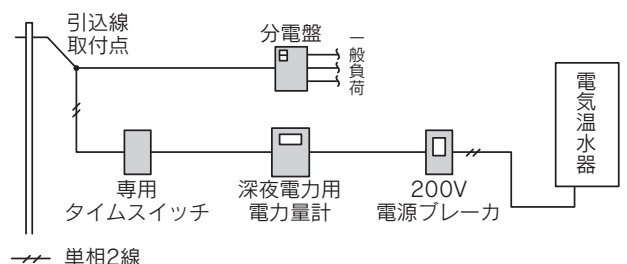 引込線
取付点
分電盤
一般負荷
電気温水器
専用
タイムスイッチ
深夜電力用
電力量計
200V
電源ブレーカ
単相2線